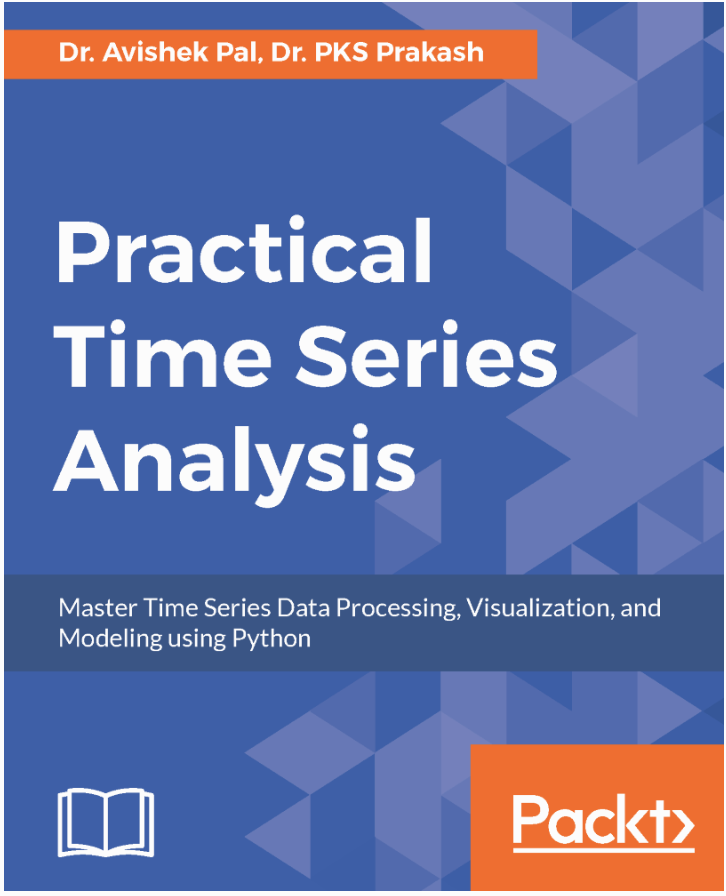 Dr. Avishek Pal, Dr. PKS Prakash
Practical
Time Series
Analysis
Master Time Series Data Processing, Visualization, and
Modeling using Python
Packt>